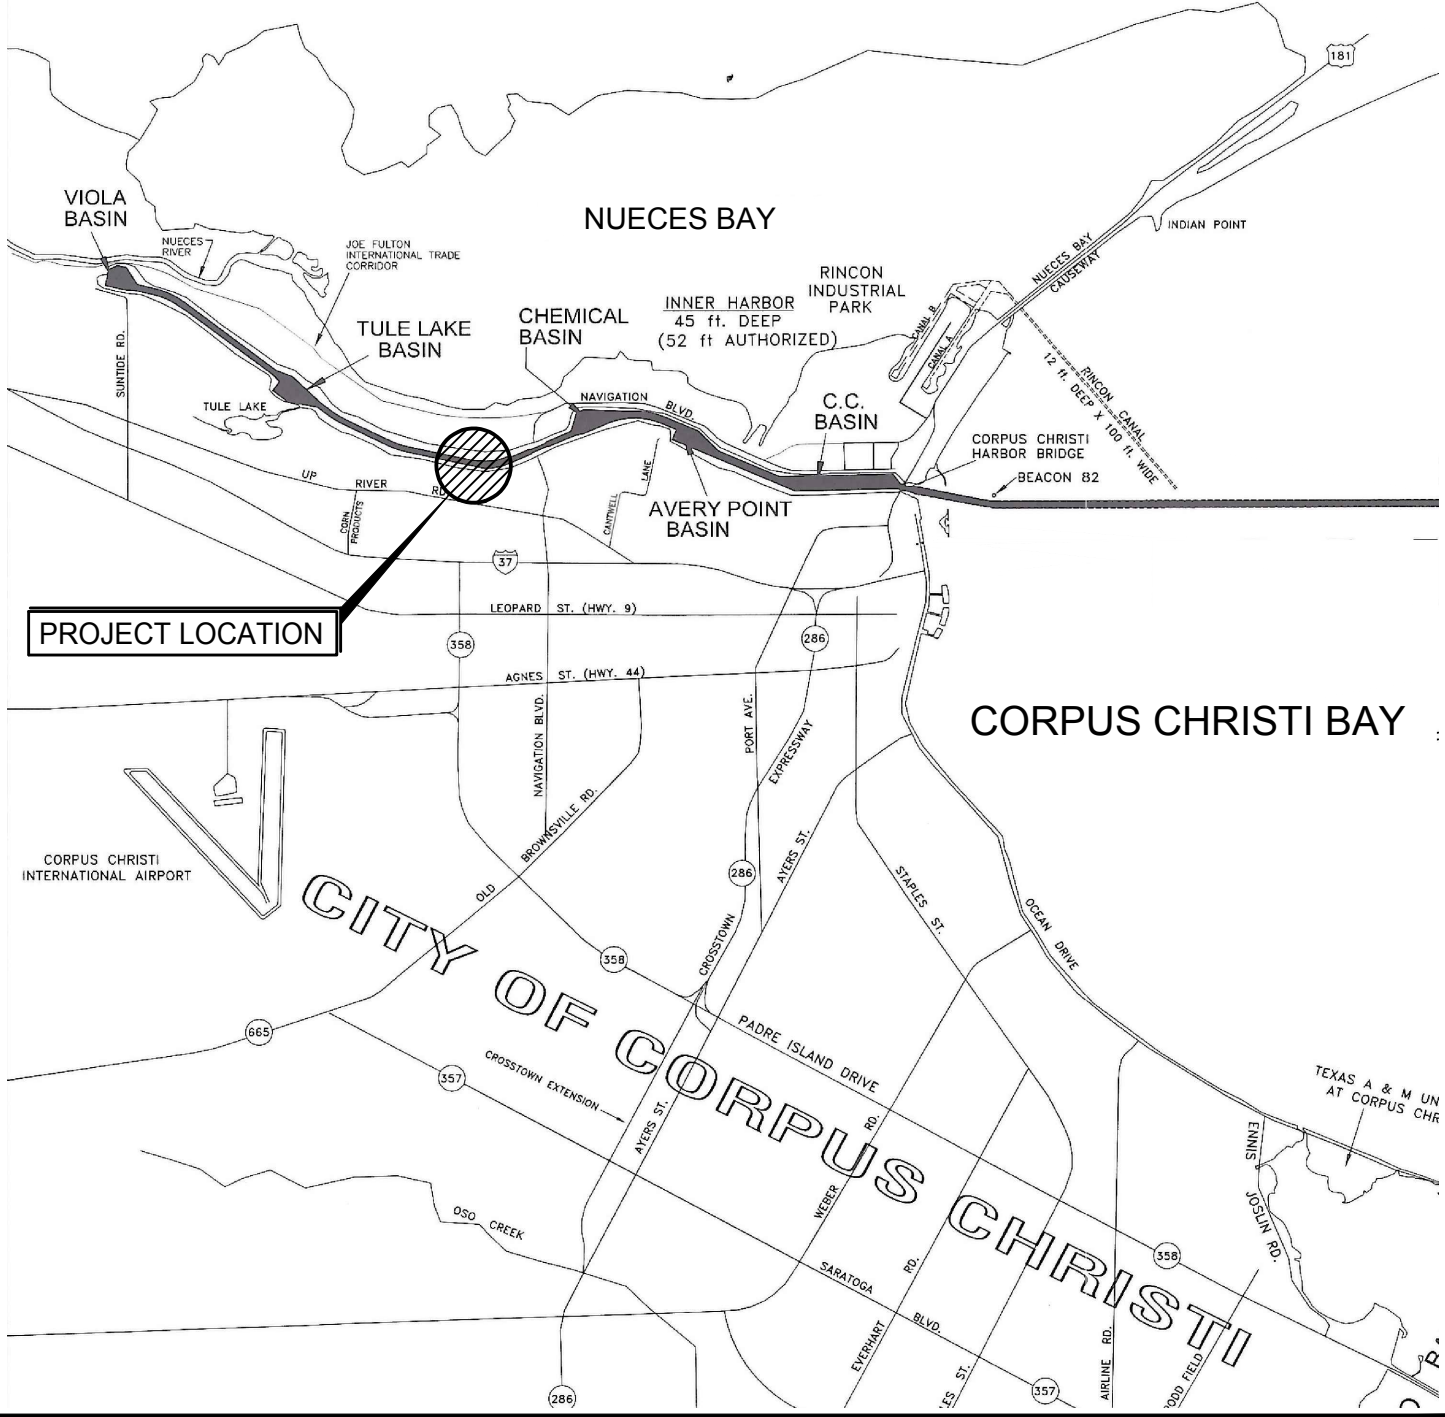 181
VIOLA
BASIN
NUECES BAY
NUECES
RIVER
JOE FULTON
INTERNATIONAL TRADE
CORRIDOR
INDIAN POINT
NUECES BAY
CAUSEWAY
RINCON
INDUSTRIAL
PARK
INNER HARBOR
45 ft. DEEP
(52 ft AUTHORIZED)
CHEMICAL
BASIN
TULE LAKE
BASIN
CANAL B
CANAL A
RINCON CANAL
12 ft. DEEP X 100 ft. WIDE
SUNTIDE RD.
TULE LAKE
NAVIGATION BLVD.
C.C.
BASIN
CORPUS CHRISTI
HARBOR BRIDGE
BEACON 82
UP RIVER RD.
CORN
PRODUCTS
CANTWELL LANE
AVERY POINT
BASIN
37
LEOPARD ST. (HWY. 9)
PROJECT LOCATION
358
286
AGNES ST. (HWY. 44)
NAVIGATION BLVD.
PORT AVE.
EXPRESSWAY
CORPUS CHRISTI BAY
OLD BROWNSVILLE RD.
CORPUS CHRISTI
INTERNATIONAL AIRPORT
286
AYERS ST.
STAPLES ST.
OCEAN DRIVE
CITY OF CORPUS CHRISTI
358
CROSSTOWN
665
PADRE ISLAND DRIVE
357
CROSSTOWN EXTENSION
AYERS ST.
TEXAS A & M UN
AT CORPUS CHR
ENNIS
JOSLIN RD.
WEBER RD.
OSO CREEK
358
SARATOGA BLVD.
EVERHART RD.
AIRLINE RD.
LES ST.
ODD FIELD
286
357